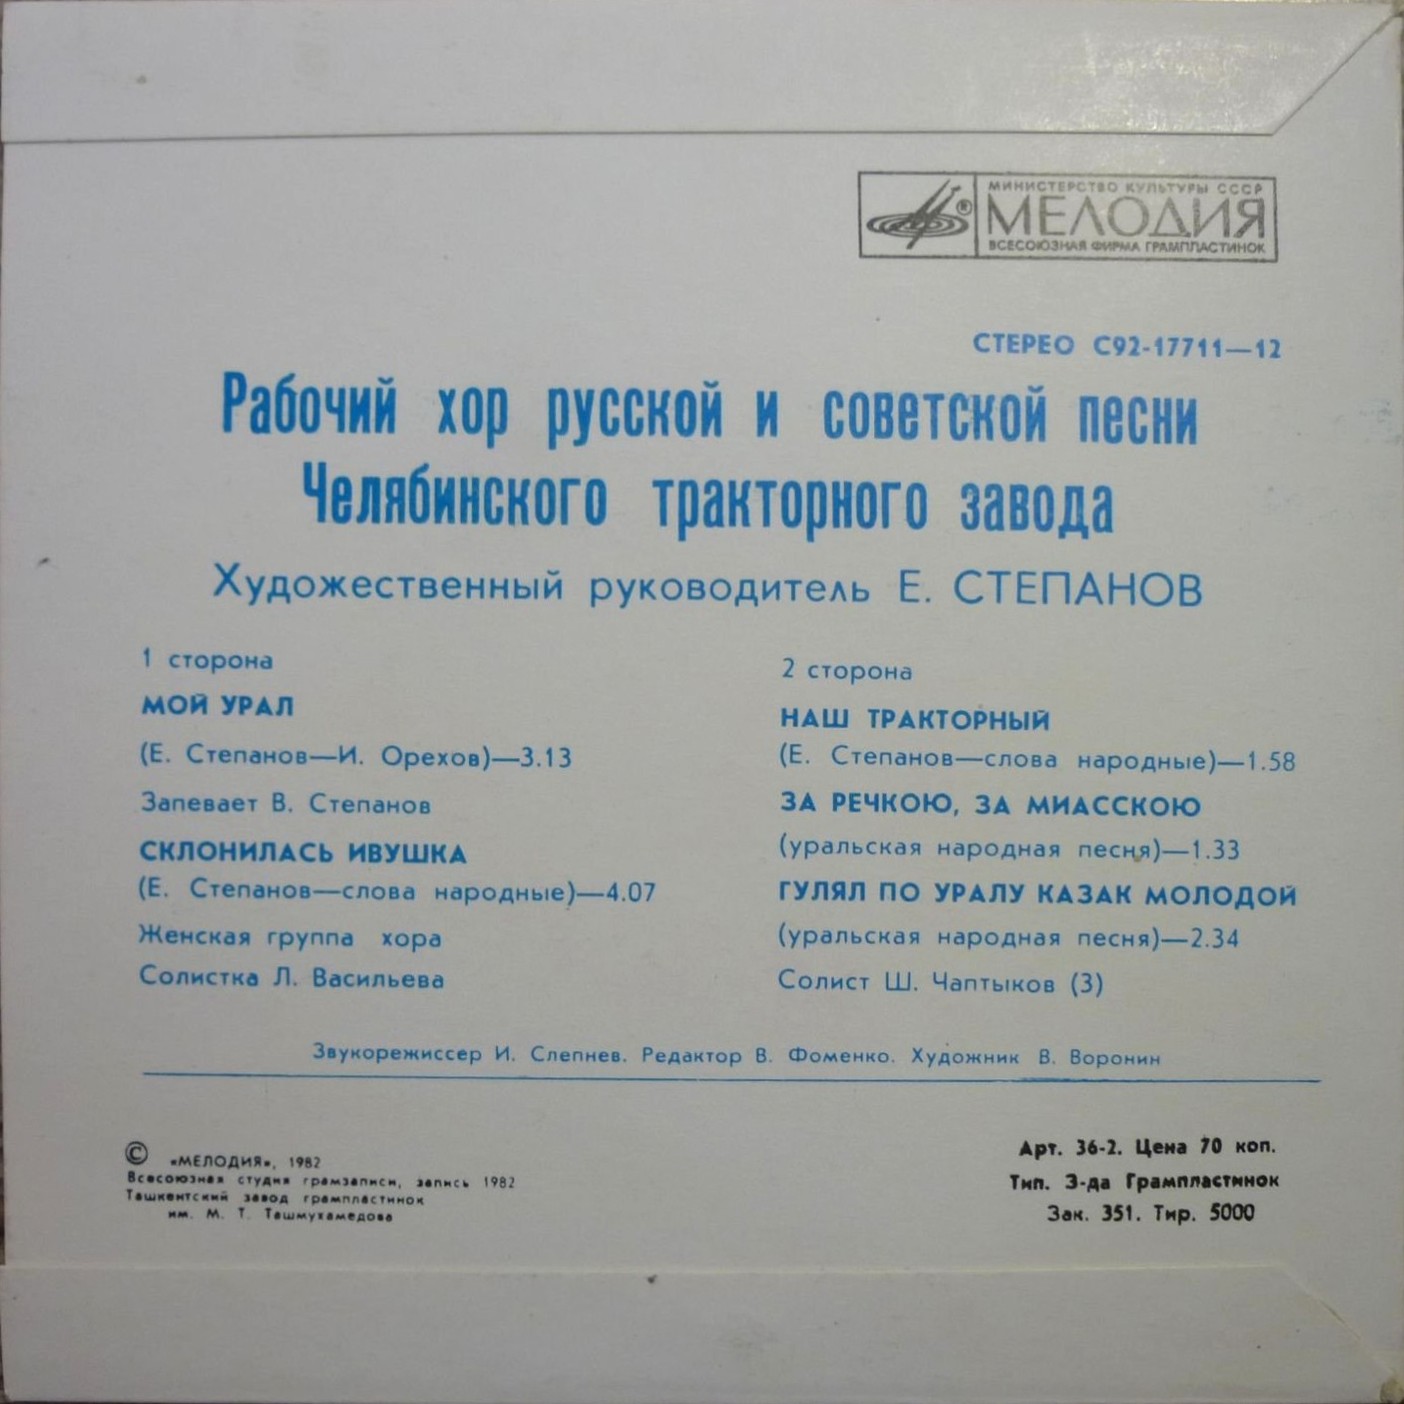 МИНИСТЕРСТВО КУЛЬТУРЫ СССР
МЕЛОДИЯ
ВСЕСОЮЗНАЯ ФИРМА ГРАМПЛАСТИНОК
®
СТЕРЕО С92-17711—12
Рабочий хор русской и советской песни
Челябинского тракторного завода
Художественный руководитель Е. СТЕПАНОВ
1 сторона
МОЙ УРАЛ
(Е. Степанов—И. Орехов)—3.13
Запевает В. Степанов
СКЛОНИЛАСЬ ИВУШКА
(Е. Степанов—слова народные)—4.07
Женская группа хора
Солистка Л. Васильева
2 сторона
НАШ ТРАКТОРНЫЙ
(Е. Степанов—слова народные)—1.58
ЗА РЕЧКОЮ, ЗА МИАССКОЮ
(уральская народная песня)—1.33
ГУЛЯЛ ПО УРАЛУ КАЗАК МОЛОДОЙ
(уральская народная песня)—2.34
Солист Ш. Чаптыков (3)
Звукорежиссер И. Слепнев. Редактор В. Фоменко. Художник В. Воронин
© «МЕЛОДИЯ», 1982
Всесоюзная студия грамзаписи, запись 1982
Ташкентский завод грампластинок
им. М. Т. Ташмухамедова
Арт. 36-2. Цена 70 коп.
Тип. З-да Грампластинок
Зак. 351. Тир. 5000